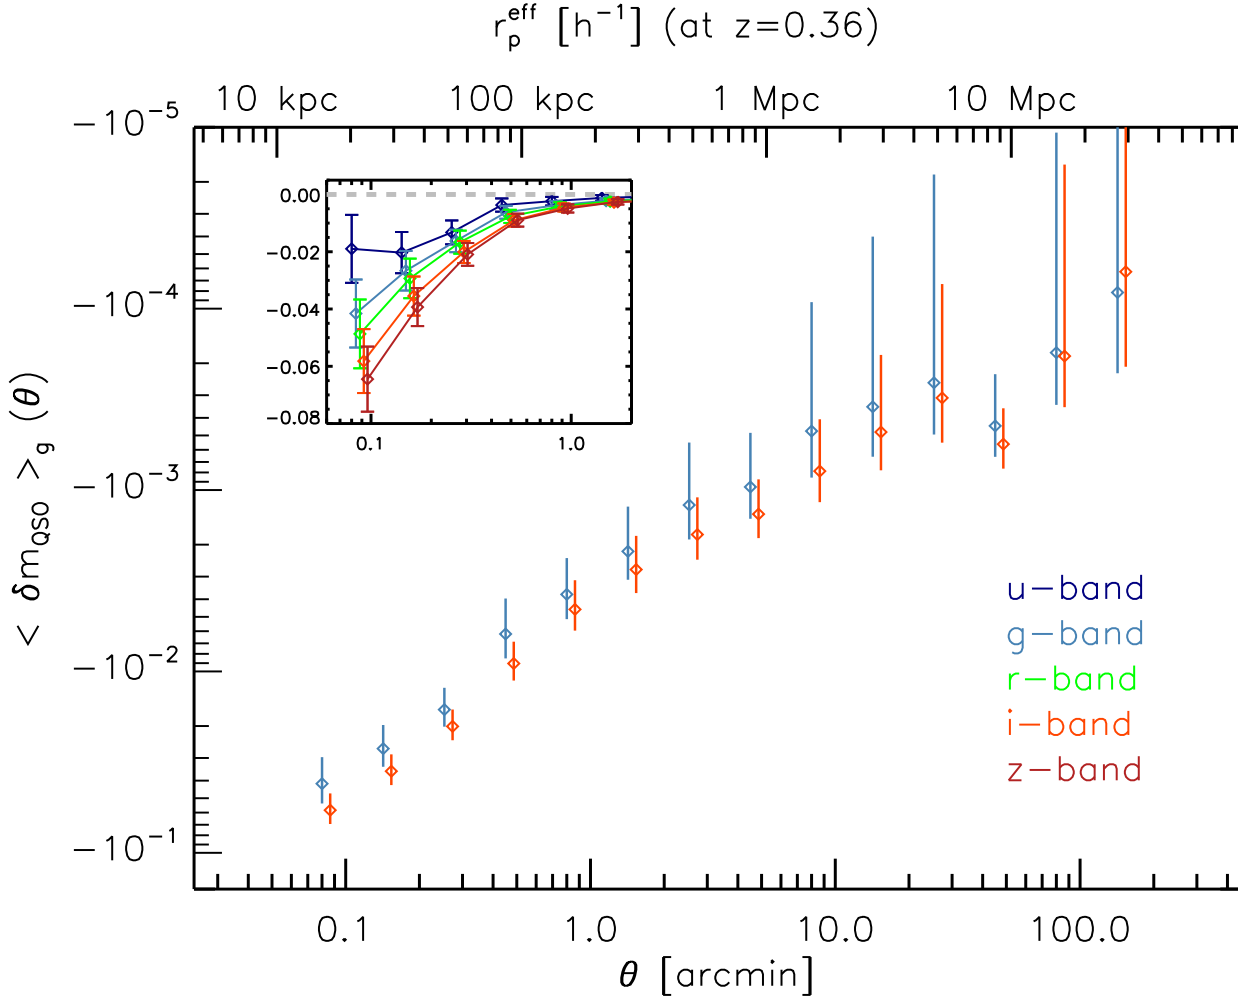 r_p^eff [h⁻¹] (at z=0.36)
10 kpc 100 kpc 1 Mpc 10 Mpc
−10⁻⁵
−10⁻⁴
−10⁻³
−10⁻²
−10⁻¹
< δm_QSO >_g (θ)
0.00
−0.02
−0.04
−0.06
−0.08
0.1 1.0
u−band
g−band
r−band
i−band
z−band
0.1 1.0 10.0 100.0
θ [arcmin]